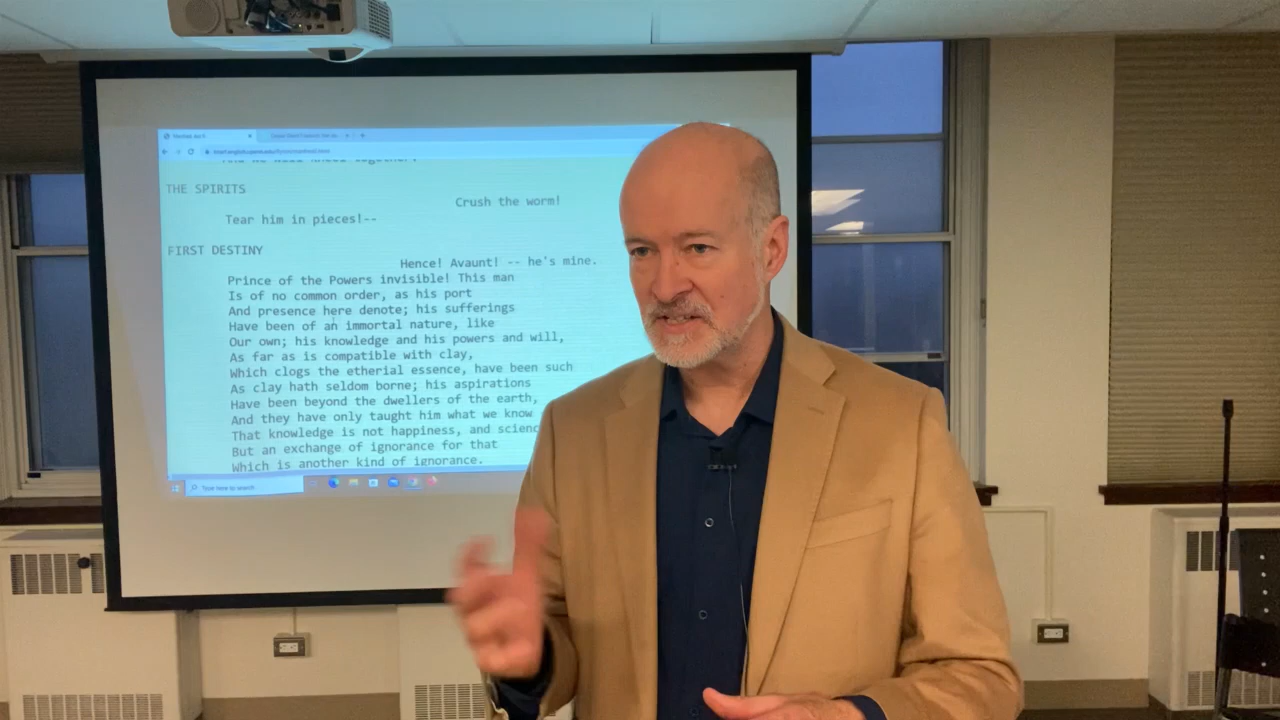 Manfred, Act II
THE SPIRITS
Crush the worm!
Tear him in pieces!--
FIRST DESTINY
Hence! Avaunt! -- he's mine.
Prince of the Powers invisible! This man
Is of no common order, as his port
And presence here denote; his sufferings
Have been of an immortal nature, like
Our own; his knowledge and his powers and will,
As far as is compatible with clay,
Which clogs the etherial essence, have been such
As clay hath seldom borne; his aspirations
Have been beyond the dwellers of the earth,
And they have only taught him what we know
That knowledge is not happiness, and scienc
But an exchange of ignorance for that
Which is another kind of ignorance.
Type here to search